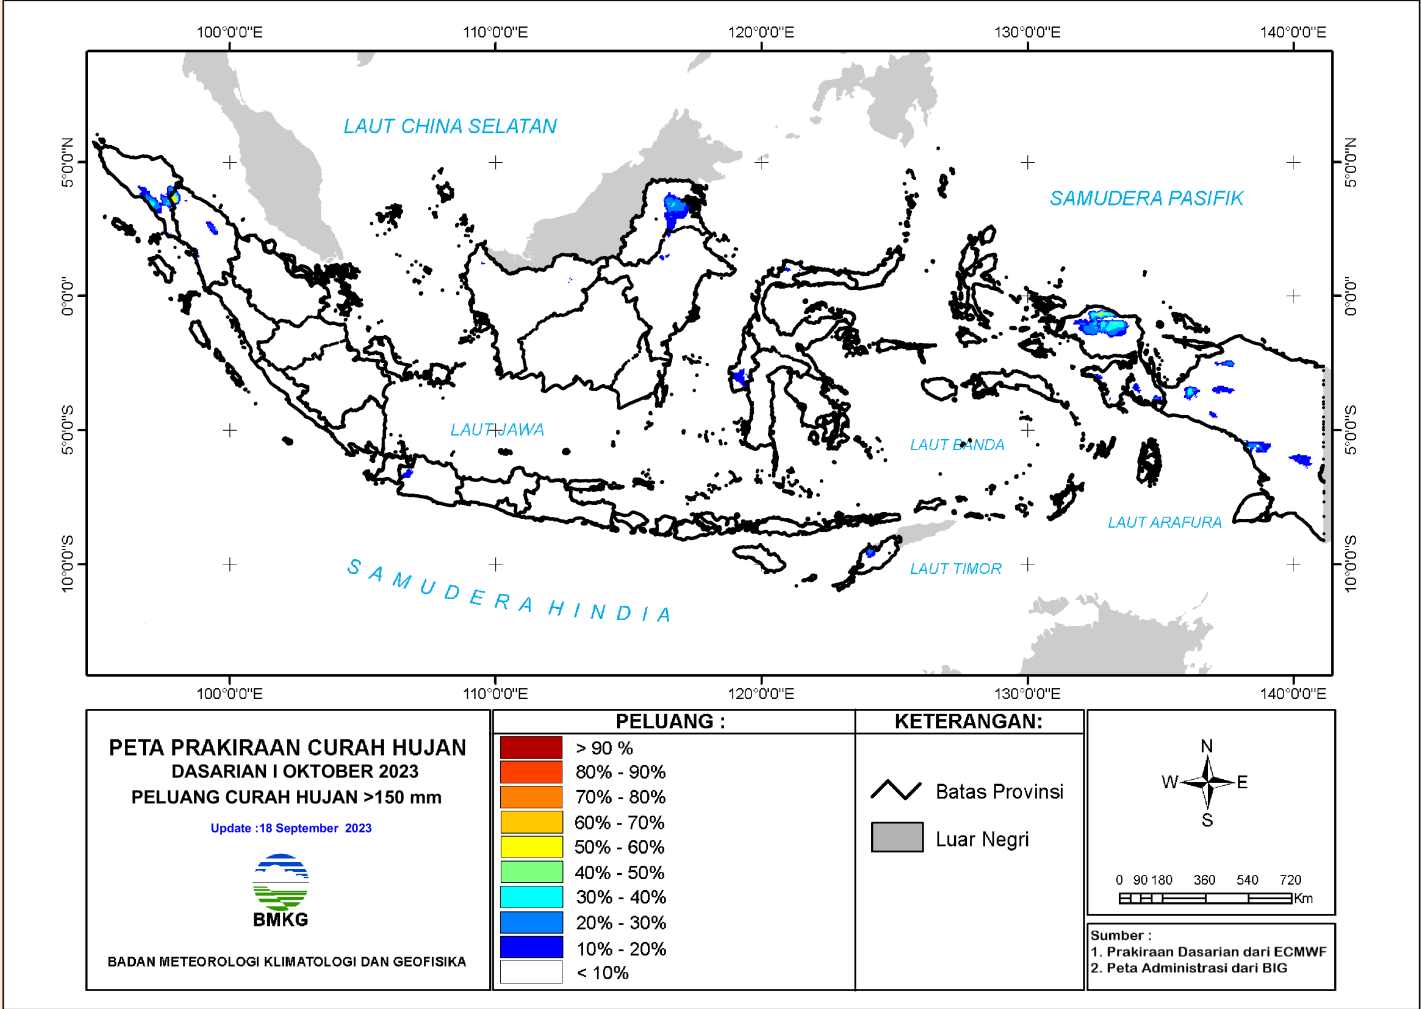 100°0'0"E 110°0'0"E 120°0'0"E 130°0'0"E 140°0'0"E
5°0'0"N
0°0'0"
5°0'0"S
10°0'0"S
LAUT CHINA SELATAN
SAMUDERA PASIFIK
LAUT JAWA
LAUT BANDA
LAUT ARAFURA
LAUT TIMOR
SAMUDERA HINDIA
5°0'0"N
0°0'0"
5°0'0"S
10°0'0"S
100°0'0"E 110°0'0"E 120°0'0"E 130°0'0"E 140°0'0"E
PETA PRAKIRAAN CURAH HUJAN
DASARIAN I OKTOBER 2023
PELUANG CURAH HUJAN >150 mm
Update :18 September 2023
BMKG
BADAN METEOROLOGI KLIMATOLOGI DAN GEOFISIKA
PELUANG :
> 90 %
80% - 90%
70% - 80%
60% - 70%
50% - 60%
40% - 50%
30% - 40%
20% - 30%
10% - 20%
< 10%
KETERANGAN:
Batas Provinsi
Luar Negri
N
W E
S
0 90 180 360 540 720
Km
Sumber :
1. Prakiraan Dasarian dari ECMWF
2. Peta Administrasi dari BIG